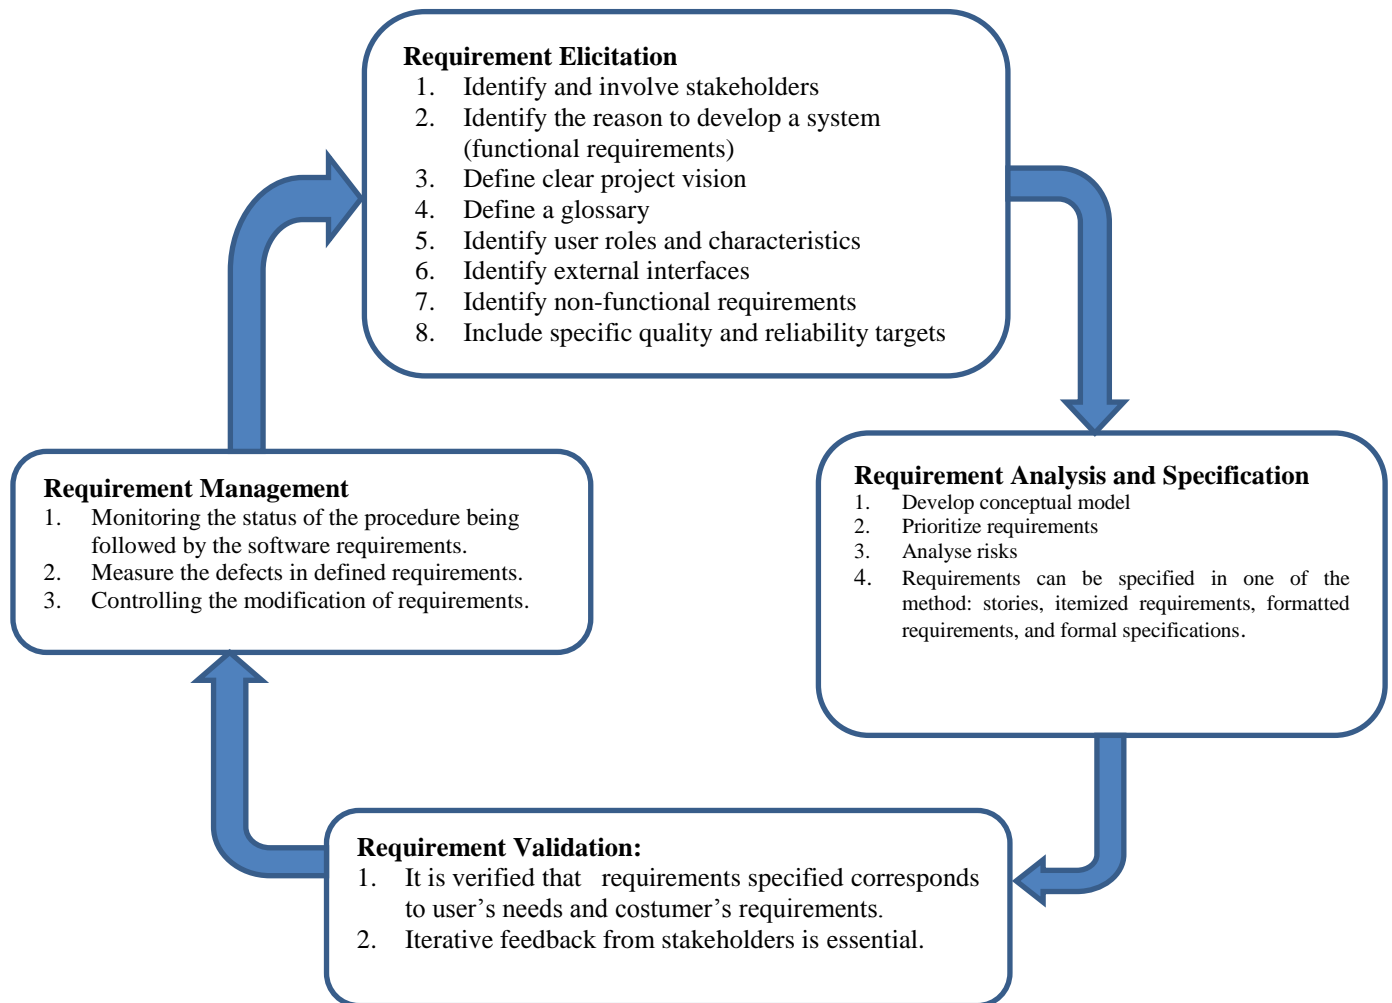 Requirement Elicitation
1. Identify and involve stakeholders
2. Identify the reason to develop a system
(functional requirements)
3. Define clear project vision
4. Define a glossary
5. Identify user roles and characteristics
6. Identify external interfaces
7. Identify non-functional requirements
8. Include specific quality and reliability targets
Requirement Analysis and Specification
1. Develop conceptual model
2. Prioritize requirements
3. Analyse risks
4. Requirements can be specified in one of the
method: stories, itemized requirements, formatted
requirements, and formal specifications.
Requirement Validation:
1. It is verified that requirements specified corresponds
to user’s needs and costumer’s requirements.
2. Iterative feedback from stakeholders is essential.
Requirement Management
1. Monitoring the status of the procedure being
followed by the software requirements.
2. Measure the defects in defined requirements.
3. Controlling the modification of requirements.